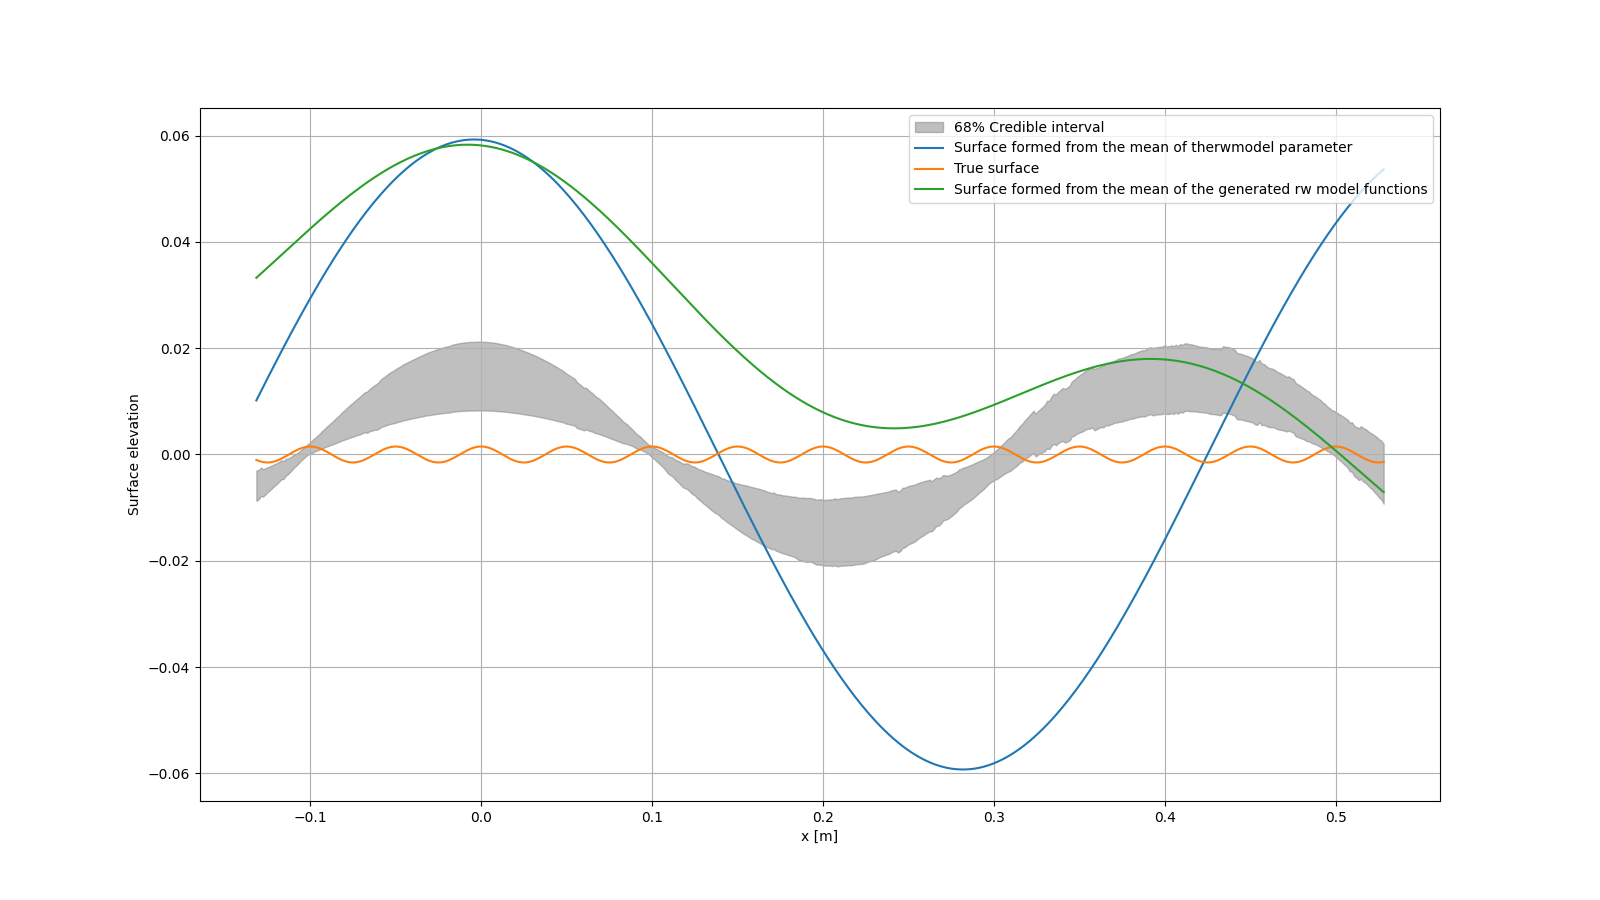 68% Credible interval
Surface formed from the mean of therwmodel parameter
True surface
Surface formed from the mean of the generated rw model functions
0.06
0.04
0.02
0.00
−0.02
−0.04
−0.06
Surface elevation
−0.1 0.0 0.1 0.2 0.3 0.4 0.5
x [m]